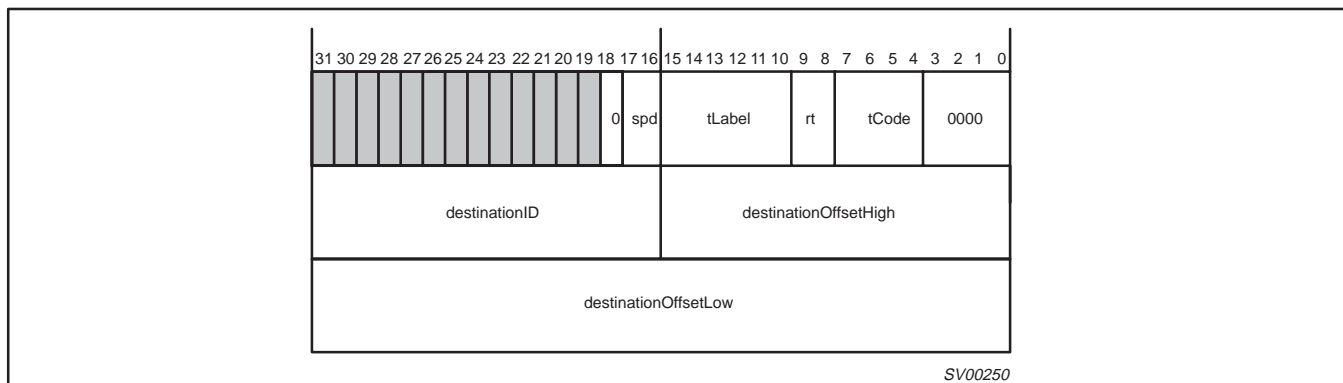 31 30 29 28 27 26 25 24 23 22 21 20 19 18 17 16 15 14 13 12 11 10 9 8 7 6 5 4 3 2 1 0
0 spd tLabel rt tCode 0000
destinationID destinationOffsetHigh
destinationOffsetLow
SV00250